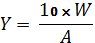 Y = 10 × W / A